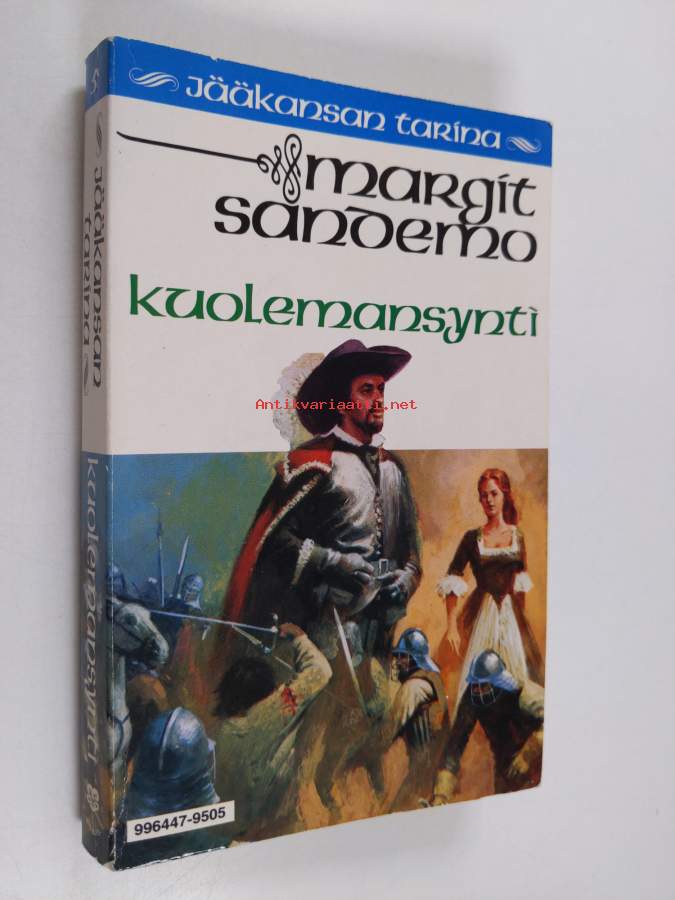 Jääkansan tarina
margit
sandemo
kuolemansynti
Antikvariaatti.net
996447-9505
5
Jääkansan
tarina
kuolemansynti